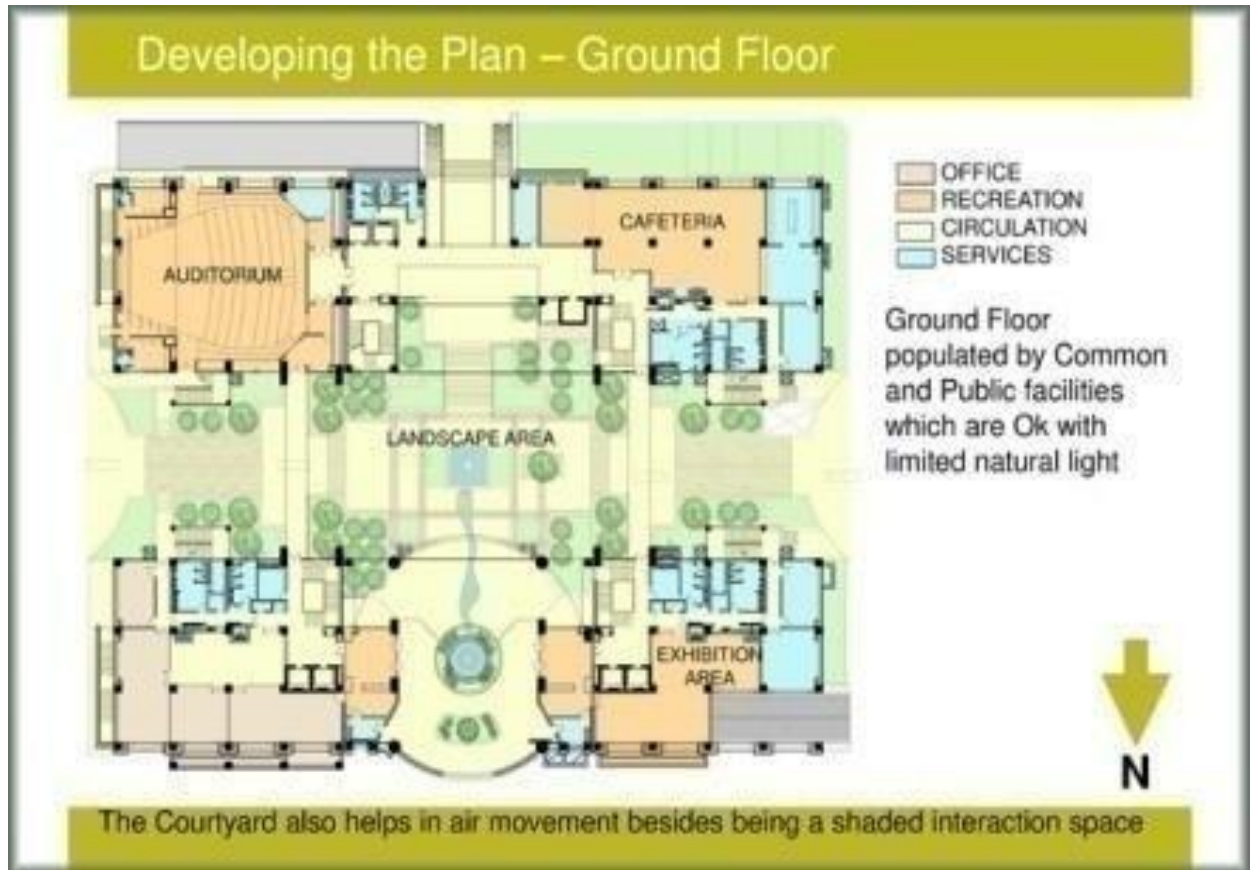 Developing the Plan – Ground Floor
OFFICE
RECREATION
CIRCULATION
SERVICES
CAFETERIA
AUDITORIUM
Ground Floor
populated by Common
and Public facilities
which are Ok with
limited natural light
LANDSCAPE AREA
EXHIBITION
AREA
N
The Courtyard also helps in air movement besides being a shaded interaction space